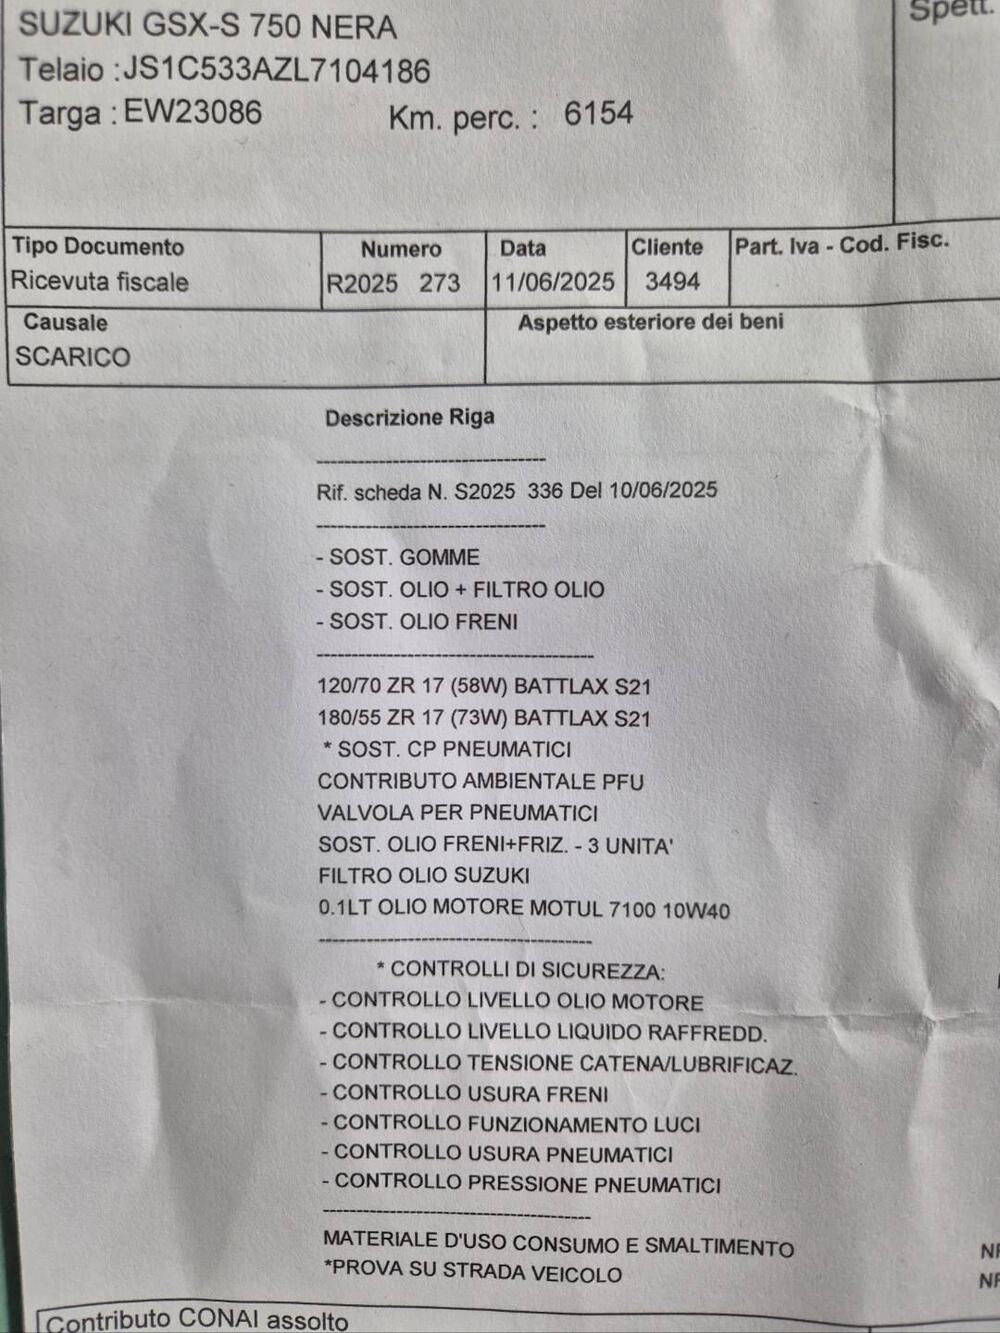 SUZUKI GSX-S 750 NERA
Spett.
Telaio :JS1C533AZL7104186
Targa : EW23086 Km. perc. : 6154
Tipo Documento Numero Data Cliente Part. Iva - Cod. Fisc.
Ricevuta fiscale R2025 273 11/06/2025 3494
Causale Aspetto esteriore dei beni
SCARICO
Descrizione Riga
--------------------------------
Rif. scheda N. S2025 336 Del 10/06/2025
--------------------------------
- SOST. GOMME
- SOST. OLIO + FILTRO OLIO
- SOST. OLIO FRENI
---------------------------------------
120/70 ZR 17 (58W) BATTLAX S21
180/55 ZR 17 (73W) BATTLAX S21
* SOST. CP PNEUMATICI
CONTRIBUTO AMBIENTALE PFU
VALVOLA PER PNEUMATICI
SOST. OLIO FRENI+FRIZ. - 3 UNITA'
FILTRO OLIO SUZUKI
0.1LT OLIO MOTORE MOTUL 7100 10W40
---------------------------------------
* CONTROLLI DI SICUREZZA:
- CONTROLLO LIVELLO OLIO MOTORE
- CONTROLLO LIVELLO LIQUIDO RAFFREDD.
- CONTROLLO TENSIONE CATENA/LUBRIFICAZ.
- CONTROLLO USURA FRENI
- CONTROLLO FUNZIONAMENTO LUCI
- CONTROLLO USURA PNEUMATICI
- CONTROLLO PRESSIONE PNEUMATICI
---------------------------------------
MATERIALE D'USO CONSUMO E SMALTIMENTO
*PROVA SU STRADA VEICOLO
Contributo CONAI assolto